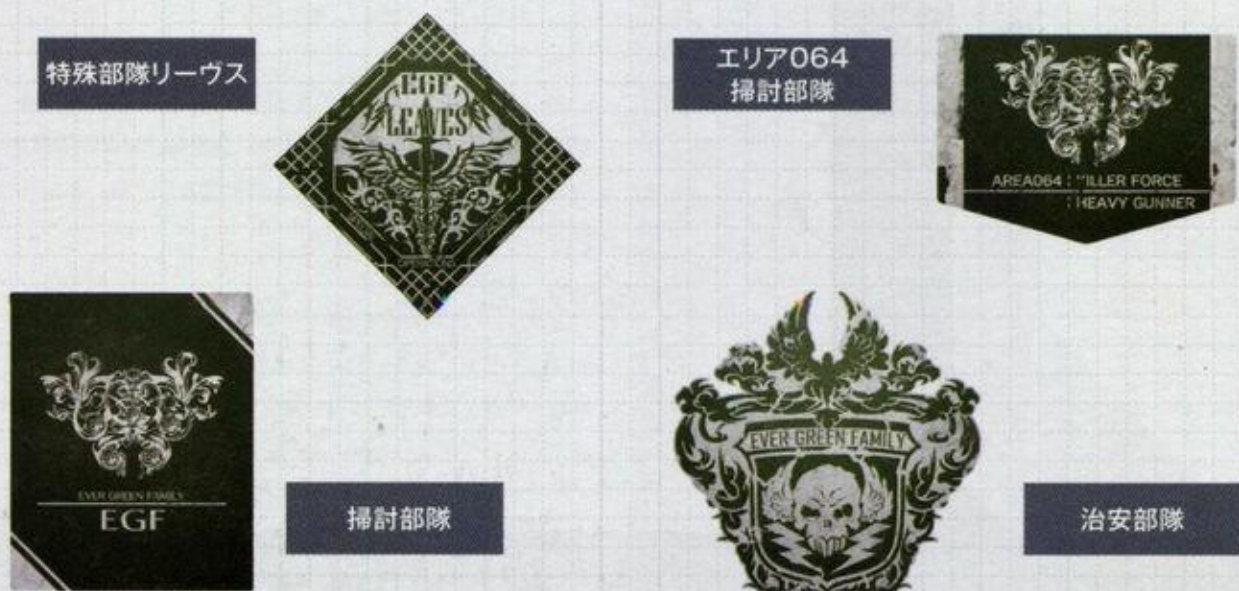 特殊部隊リーヴス
EGF
LEAVES
エリア064
掃討部隊
AREA064 :
ILLER FORCE
: HEAVY GUNNER
EVER GREEN FAMILY
EGF
掃討部隊
EVER GREEN FAMILY
治安部隊